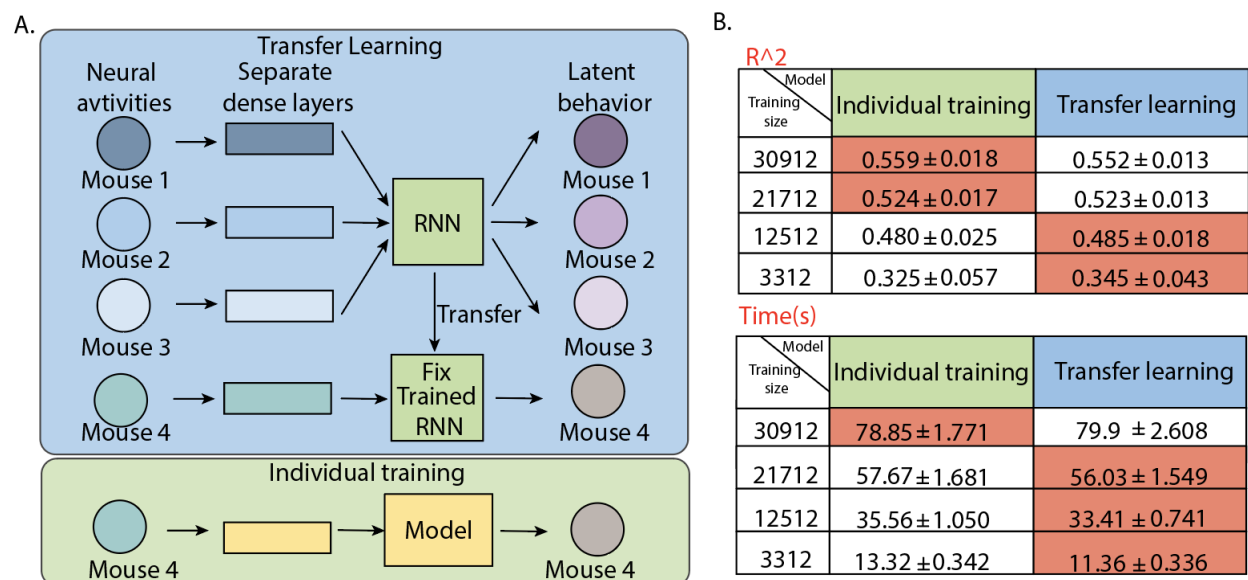 A.
Transfer Learning
Neural
avtivities
Separate
dense layers
Latent
behavior
Mouse 1
Mouse 1
Mouse 2
RNN
Mouse 2
Mouse 3
Transfer
Mouse 3
Mouse 4
Fix
Trained
RNN
Mouse 4
Individual training
Mouse 4
Model
Mouse 4
B.
R^2
Model
Training
size
Individual training
Transfer learning
30912 0.559±0.018 0.552±0.013
21712 0.524±0.017 0.523±0.013
12512 0.480±0.025 0.485±0.018
3312 0.325±0.057 0.345±0.043
Time(s)
Model
Training
size
Individual training
Transfer learning
30912 78.85±1.771 79.9 ±2.608
21712 57.67±1.681 56.03±1.549
12512 35.56±1.050 33.41±0.741
3312 13.32±0.342 11.36±0.336